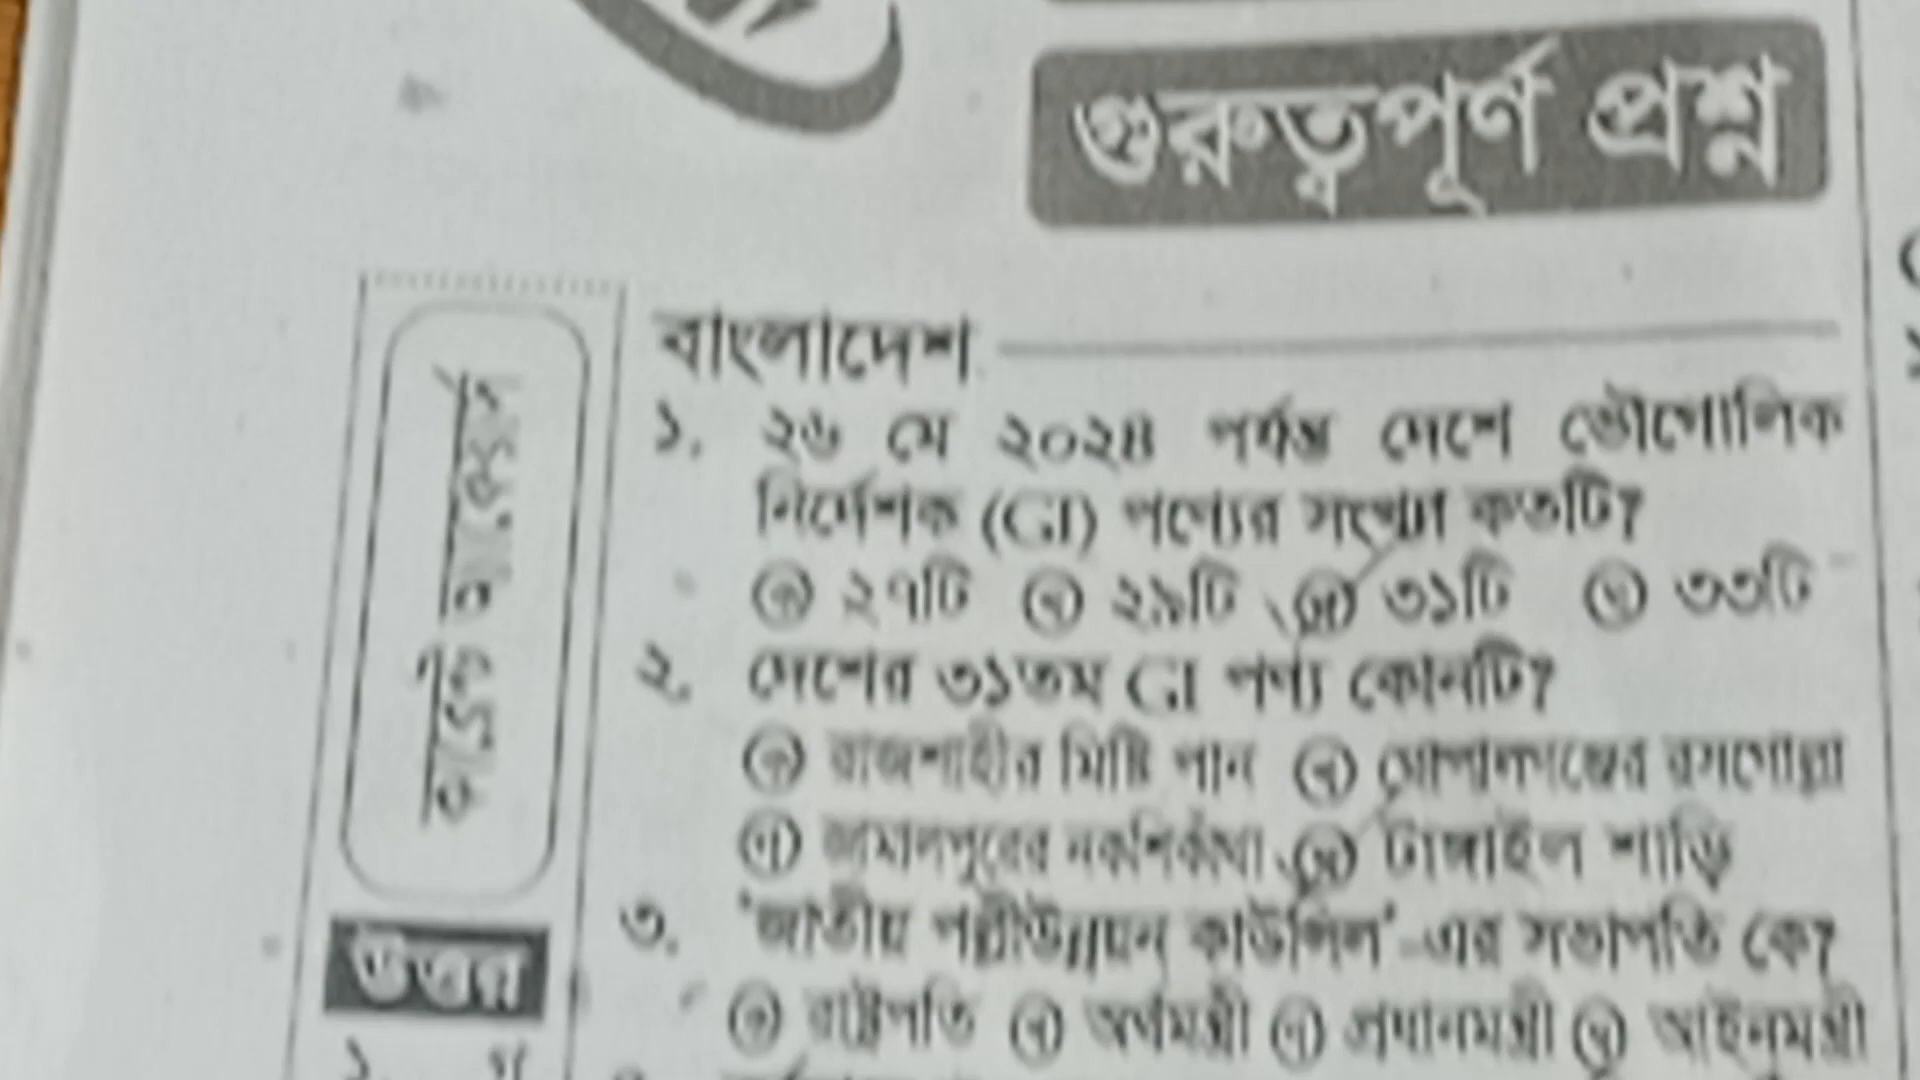 গুরুত্বপূর্ণ প্রশ্ন
বাংলাদেশ
১. ২৬ মে ২০২৪ পর্যন্ত দেশে ভৌগোলিক
নির্দেশক (GI) পণ্যের সংখ্যা কতটি?
ক ২৭টি খ ২৯টি গ ৩১টি ঘ ৩৩টি
২. দেশের ৩১তম GI পণ্য কোনটি?
ক রাজশাহীর মিষ্টি পান খ গোপালগঞ্জের রসগোল্লা
গ জামালপুরের নকশিকাঁথা ঘ টাঙ্গাইল শাড়ি
৩. 'জাতীয় পল্লীউন্নয়ন কাউন্সিল'-এর সভাপতি কে?
ক রাষ্ট্রপতি খ অর্থমন্ত্রী গ প্রধানমন্ত্রী ঘ আইনমন্ত্রী
কারেন্ট অ্যাফেয়ার্স
উত্তর
১. গ